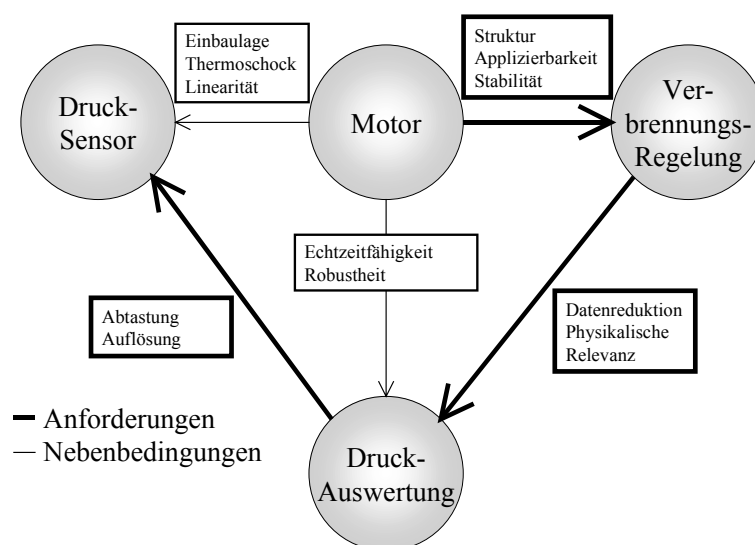 Einbaulage
Thermoschock
Linearität
Struktur
Applizierbarkeit
Stabilität
Druck-
Sensor
Motor
Ver-
brennungs-
Regelung
Echtzeitfähigkeit
Robustheit
Abtastung
Auflösung
Datenreduktion
Physikalische
Relevanz
Anforderungen
Nebenbedingungen
Druck-
Auswertung